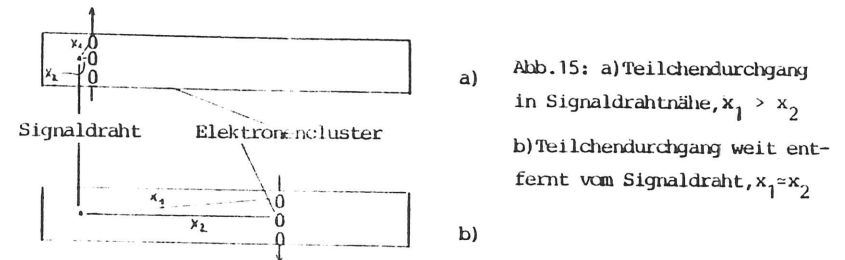 x₁
x₂
Signaldraht Elektronencluster
x₁
x₂
a)
b)
Abb.15: a)Teilchendurchgang
in Signaldrahtnähe,x₁ > x₂
b)Teilchendurchgang weit ent-
fernt vom Signaldraht,x₁≈x₂